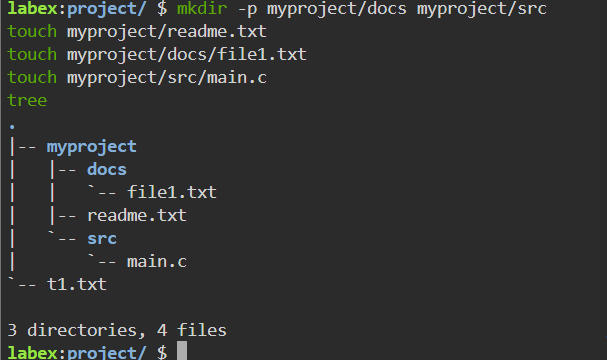 labex:project/ $ mkdir -p myproject/docs myproject/src
touch myproject/readme.txt
touch myproject/docs/file1.txt
touch myproject/src/main.c
tree
.
|-- myproject
|   |-- docs
|   |   `-- file1.txt
|   |-- readme.txt
|   `-- src
|       `-- main.c
`-- t1.txt

3 directories, 4 files
labex:project/ $